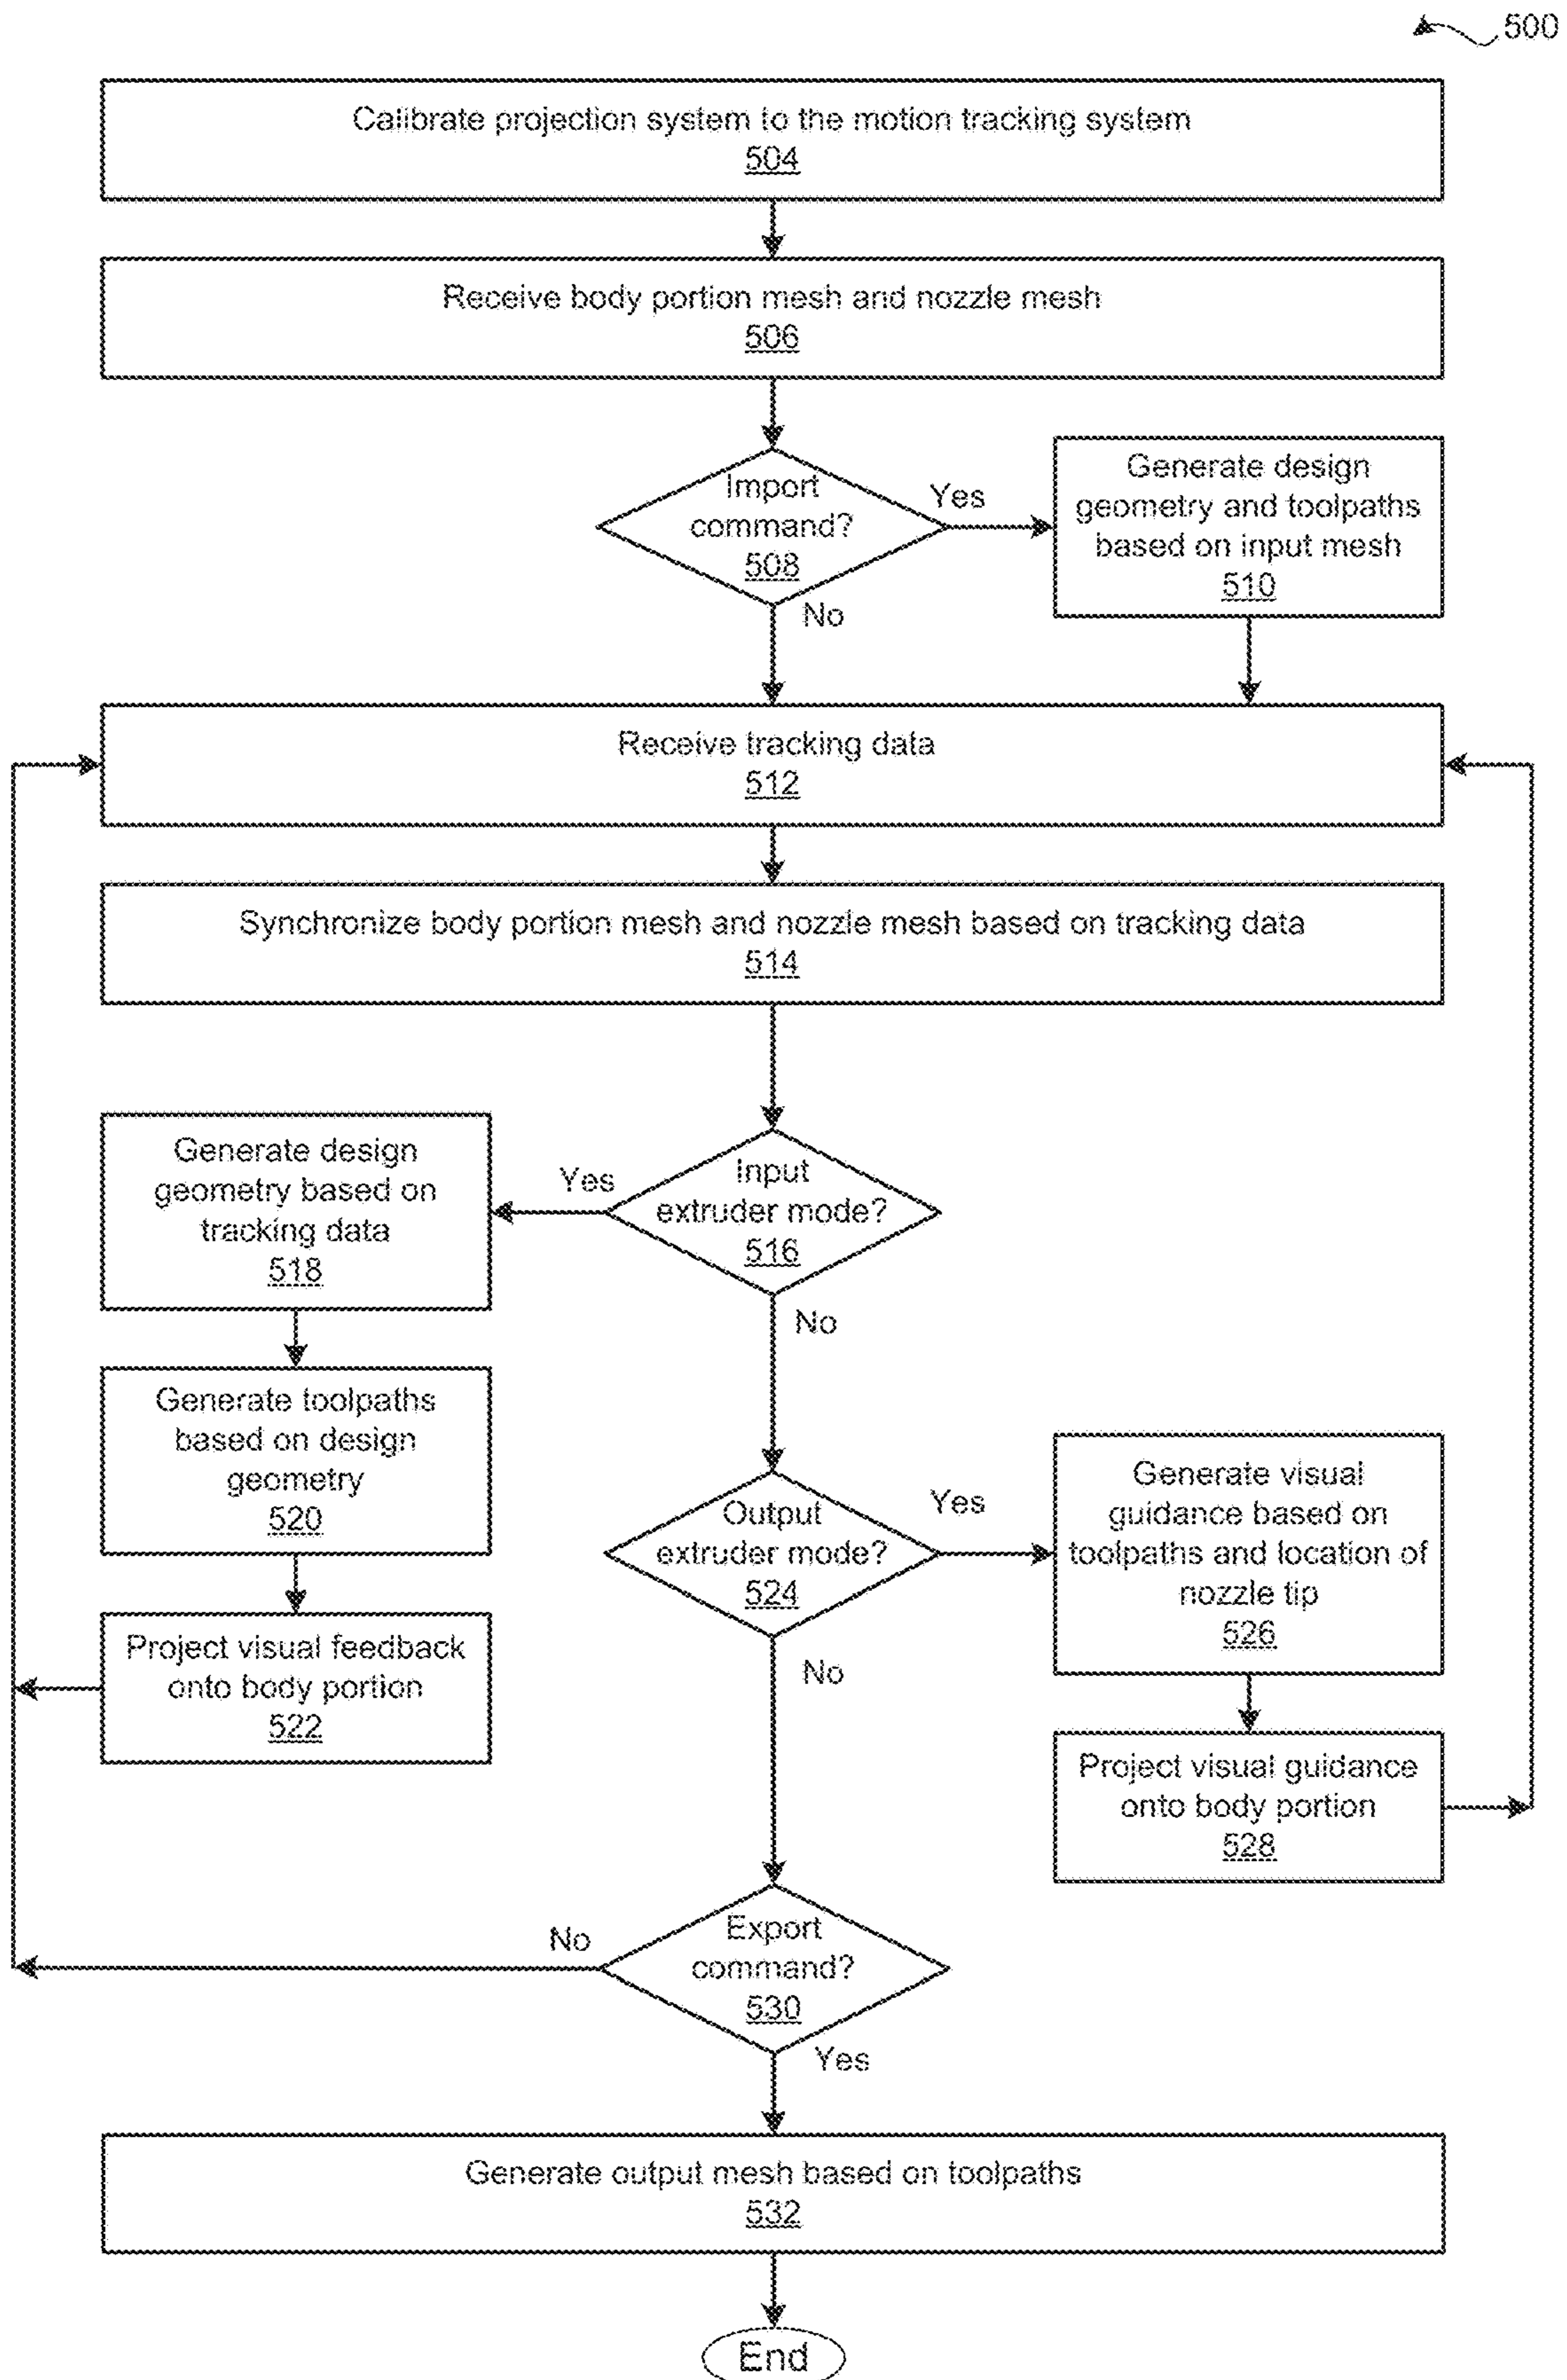 500
Calibrate projection system to the motion tracking system
504
Receive body portion mesh and nozzle mesh
506
Import
command?
508
Yes
No
Generate design
geometry and toolpaths
based on input mesh
510
Receive tracking data
512
Synchronize body portion mesh and nozzle mesh based on tracking data
514
Input
extruder mode?
516
Yes
No
Generate design
geometry based on
tracking data
518
Generate toolpaths
based on design
geometry
520
Project visual feedback
onto body portion
522
Output
extruder mode?
524
Yes
No
Generate visual
guidance based on
toolpaths and location of
nozzle tip
526
Project visual guidance
onto body portion
528
Export
command?
530
No
Yes
Generate output mesh based on toolpaths
532
End